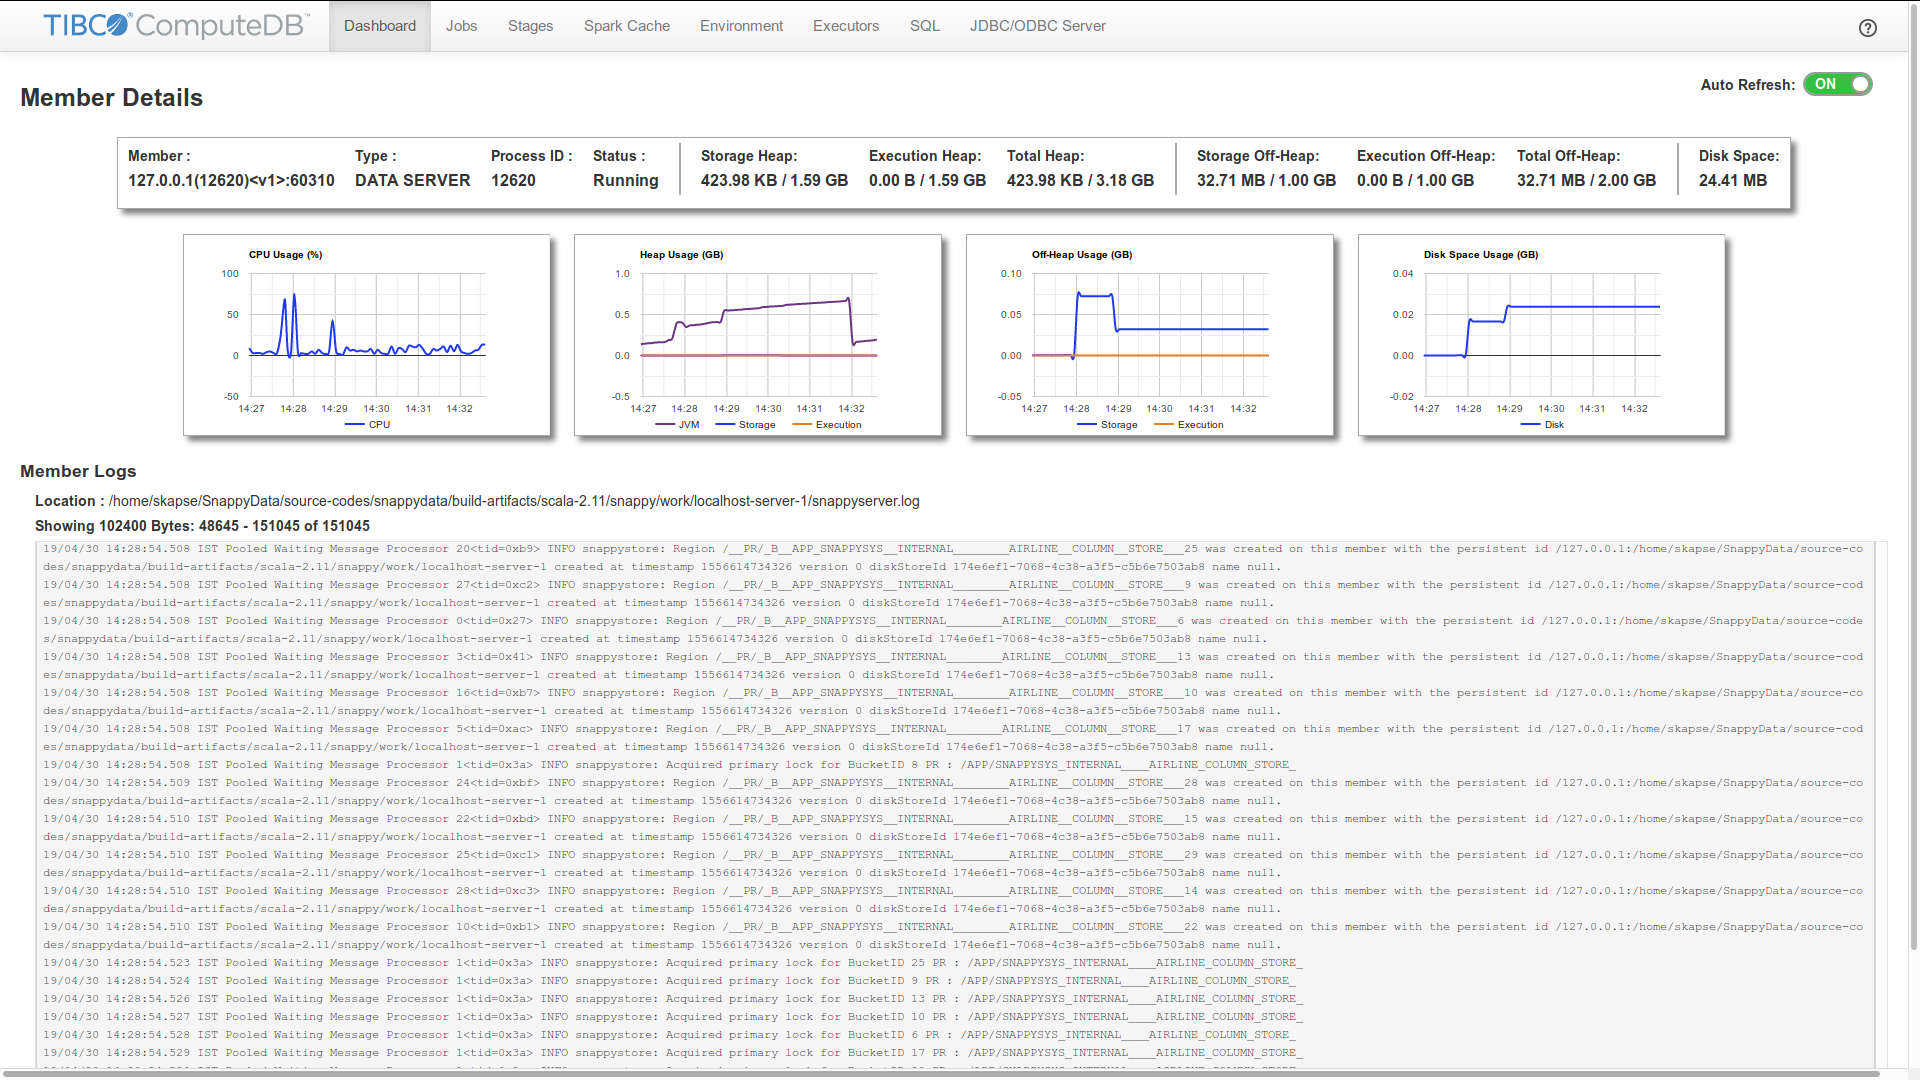 TIBCO® ComputeDB™ Dashboard Jobs Stages Spark Cache Environment Executors SQL JDBC/ODBC Server ?
Member Details
Auto Refresh: ON
Member : Type : Process ID : Status : Storage Heap: Execution Heap: Total Heap: Storage Off-Heap: Execution Off-Heap: Total Off-Heap: Disk Space:
127.0.0.1(12620)<v1>:60310 DATA SERVER 12620 Running 423.98 KB / 1.59 GB 0.00 B / 1.59 GB 423.98 KB / 3.18 GB 32.71 MB / 1.00 GB 0.00 B / 1.00 GB 32.71 MB / 2.00 GB 24.41 MB
CPU Usage (%)
100
50
0
-50
14:27 14:28 14:29 14:30 14:31 14:32
CPU
Heap Usage (GB)
1.0
0.5
0.0
-0.5
14:27 14:28 14:29 14:30 14:31 14:32
JVM Storage Execution
Off-Heap Usage (GB)
0.10
0.05
0.00
-0.05
14:27 14:28 14:29 14:30 14:31 14:32
Storage Execution
Disk Space Usage (GB)
0.04
0.02
0.00
-0.02
14:27 14:28 14:29 14:30 14:31 14:32
Disk
Member Logs
Location : /home/skapse/SnappyData/source-codes/snappydata/build-artifacts/scala-2.11/snappy/work/localhost-server-1/snappyserver.log
Showing 102400 Bytes: 48645 - 151045 of 151045
19/04/30 14:28:54.508 IST Pooled Waiting Message Processor 20<tid=0xb9> INFO snappystore: Region /__PR/_B__APP_SNAPPYSYS__INTERNAL________AIRLINE__COLUMN__STORE___25 was created on this member with the persistent id /127.0.0.1:/home/skapse/SnappyData/source-co
des/snappydata/build-artifacts/scala-2.11/snappy/work/localhost-server-1 created at timestamp 1556614734326 version 0 diskStoreId 174e6ef1-7068-4c38-a3f5-c5b6e7503ab8 name null.
19/04/30 14:28:54.508 IST Pooled Waiting Message Processor 27<tid=0xc2> INFO snappystore: Region /__PR/_B__APP_SNAPPYSYS__INTERNAL________AIRLINE__COLUMN__STORE___9 was created on this member with the persistent id /127.0.0.1:/home/skapse/SnappyData/source-cod
es/snappydata/build-artifacts/scala-2.11/snappy/work/localhost-server-1 created at timestamp 1556614734326 version 0 diskStoreId 174e6ef1-7068-4c38-a3f5-c5b6e7503ab8 name null.
19/04/30 14:28:54.508 IST Pooled Waiting Message Processor 0<tid=0x27> INFO snappystore: Region /__PR/_B__APP_SNAPPYSYS__INTERNAL________AIRLINE__COLUMN__STORE___6 was created on this member with the persistent id /127.0.0.1:/home/skapse/SnappyData/source-code
s/snappydata/build-artifacts/scala-2.11/snappy/work/localhost-server-1 created at timestamp 1556614734326 version 0 diskStoreId 174e6ef1-7068-4c38-a3f5-c5b6e7503ab8 name null.
19/04/30 14:28:54.508 IST Pooled Waiting Message Processor 3<tid=0x41> INFO snappystore: Region /__PR/_B__APP_SNAPPYSYS__INTERNAL________AIRLINE__COLUMN__STORE___13 was created on this member with the persistent id /127.0.0.1:/home/skapse/SnappyData/source-cod
es/snappydata/build-artifacts/scala-2.11/snappy/work/localhost-server-1 created at timestamp 1556614734326 version 0 diskStoreId 174e6ef1-7068-4c38-a3f5-c5b6e7503ab8 name null.
19/04/30 14:28:54.508 IST Pooled Waiting Message Processor 16<tid=0xb7> INFO snappystore: Region /__PR/_B__APP_SNAPPYSYS__INTERNAL________AIRLINE__COLUMN__STORE___10 was created on this member with the persistent id /127.0.0.1:/home/skapse/SnappyData/source-co
des/snappydata/build-artifacts/scala-2.11/snappy/work/localhost-server-1 created at timestamp 1556614734326 version 0 diskStoreId 174e6ef1-7068-4c38-a3f5-c5b6e7503ab8 name null.
19/04/30 14:28:54.508 IST Pooled Waiting Message Processor 5<tid=0xac> INFO snappystore: Region /__PR/_B__APP_SNAPPYSYS__INTERNAL________AIRLINE__COLUMN__STORE___17 was created on this member with the persistent id /127.0.0.1:/home/skapse/SnappyData/source-cod
es/snappydata/build-artifacts/scala-2.11/snappy/work/localhost-server-1 created at timestamp 1556614734326 version 0 diskStoreId 174e6ef1-7068-4c38-a3f5-c5b6e7503ab8 name null.
19/04/30 14:28:54.508 IST Pooled Waiting Message Processor 1<tid=0x3a> INFO snappystore: Acquired primary lock for BucketID 8 PR : /APP/SNAPPYSYS_INTERNAL____AIRLINE_COLUMN_STORE_
19/04/30 14:28:54.509 IST Pooled Waiting Message Processor 24<tid=0xbf> INFO snappystore: Region /__PR/_B__APP_SNAPPYSYS__INTERNAL________AIRLINE__COLUMN__STORE___28 was created on this member with the persistent id /127.0.0.1:/home/skapse/SnappyData/source-co
des/snappydata/build-artifacts/scala-2.11/snappy/work/localhost-server-1 created at timestamp 1556614734326 version 0 diskStoreId 174e6ef1-7068-4c38-a3f5-c5b6e7503ab8 name null.
19/04/30 14:28:54.510 IST Pooled Waiting Message Processor 22<tid=0xbd> INFO snappystore: Region /__PR/_B__APP_SNAPPYSYS__INTERNAL________AIRLINE__COLUMN__STORE___15 was created on this member with the persistent id /127.0.0.1:/home/skapse/SnappyData/source-co
des/snappydata/build-artifacts/scala-2.11/snappy/work/localhost-server-1 created at timestamp 1556614734326 version 0 diskStoreId 174e6ef1-7068-4c38-a3f5-c5b6e7503ab8 name null.
19/04/30 14:28:54.510 IST Pooled Waiting Message Processor 25<tid=0xc1> INFO snappystore: Region /__PR/_B__APP_SNAPPYSYS__INTERNAL________AIRLINE__COLUMN__STORE___29 was created on this member with the persistent id /127.0.0.1:/home/skapse/SnappyData/source-co
des/snappydata/build-artifacts/scala-2.11/snappy/work/localhost-server-1 created at timestamp 1556614734326 version 0 diskStoreId 174e6ef1-7068-4c38-a3f5-c5b6e7503ab8 name null.
19/04/30 14:28:54.510 IST Pooled Waiting Message Processor 28<tid=0xc3> INFO snappystore: Region /__PR/_B__APP_SNAPPYSYS__INTERNAL________AIRLINE__COLUMN__STORE___14 was created on this member with the persistent id /127.0.0.1:/home/skapse/SnappyData/source-co
des/snappydata/build-artifacts/scala-2.11/snappy/work/localhost-server-1 created at timestamp 1556614734326 version 0 diskStoreId 174e6ef1-7068-4c38-a3f5-c5b6e7503ab8 name null.
19/04/30 14:28:54.510 IST Pooled Waiting Message Processor 10<tid=0xb1> INFO snappystore: Region /__PR/_B__APP_SNAPPYSYS__INTERNAL________AIRLINE__COLUMN__STORE___22 was created on this member with the persistent id /127.0.0.1:/home/skapse/SnappyData/source-co
des/snappydata/build-artifacts/scala-2.11/snappy/work/localhost-server-1 created at timestamp 1556614734326 version 0 diskStoreId 174e6ef1-7068-4c38-a3f5-c5b6e7503ab8 name null.
19/04/30 14:28:54.523 IST Pooled Waiting Message Processor 1<tid=0x3a> INFO snappystore: Acquired primary lock for BucketID 25 PR : /APP/SNAPPYSYS_INTERNAL____AIRLINE_COLUMN_STORE_
19/04/30 14:28:54.524 IST Pooled Waiting Message Processor 1<tid=0x3a> INFO snappystore: Acquired primary lock for BucketID 9 PR : /APP/SNAPPYSYS_INTERNAL____AIRLINE_COLUMN_STORE_
19/04/30 14:28:54.526 IST Pooled Waiting Message Processor 1<tid=0x3a> INFO snappystore: Acquired primary lock for BucketID 13 PR : /APP/SNAPPYSYS_INTERNAL____AIRLINE_COLUMN_STORE_
19/04/30 14:28:54.527 IST Pooled Waiting Message Processor 1<tid=0x3a> INFO snappystore: Acquired primary lock for BucketID 10 PR : /APP/SNAPPYSYS_INTERNAL____AIRLINE_COLUMN_STORE_
19/04/30 14:28:54.528 IST Pooled Waiting Message Processor 1<tid=0x3a> INFO snappystore: Acquired primary lock for BucketID 6 PR : /APP/SNAPPYSYS_INTERNAL____AIRLINE_COLUMN_STORE_
19/04/30 14:28:54.529 IST Pooled Waiting Message Processor 1<tid=0x3a> INFO snappystore: Acquired primary lock for BucketID 17 PR : /APP/SNAPPYSYS_INTERNAL____AIRLINE_COLUMN_STORE_